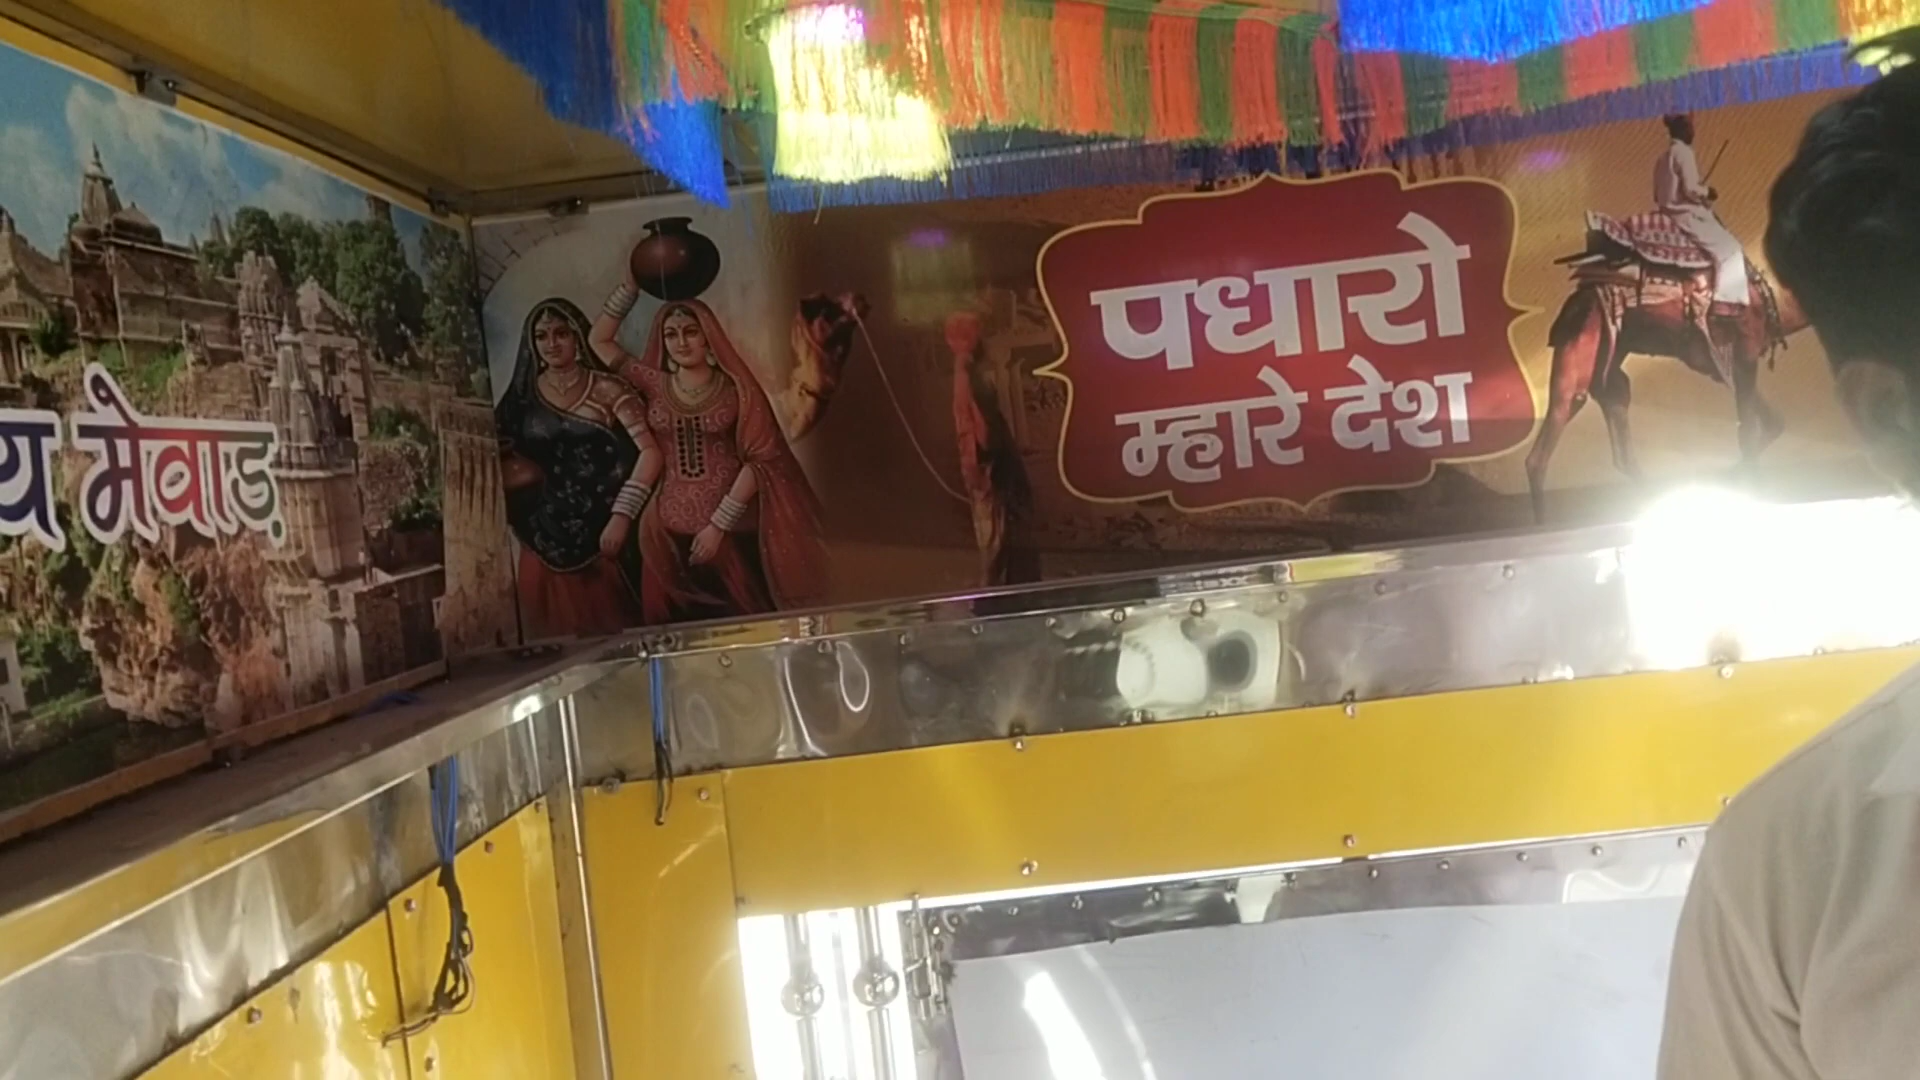 य मेवाड़
पधारो
म्हारे देश